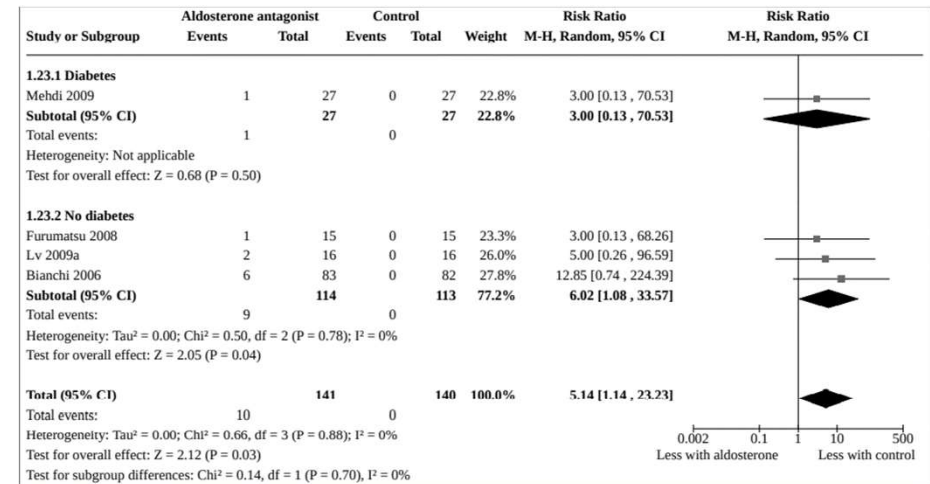 Aldosterone antagonist Control Risk Ratio Risk Ratio
Study or Subgroup Events Total Events Total Weight M-H, Random, 95% CI M-H, Random, 95% CI
1.23.1 Diabetes
Mehdi 2009 1 27 0 27 22.8% 3.00 [0.13 , 70.53]
Subtotal (95% CI) 27 27 22.8% 3.00 [0.13 , 70.53]
Total events: 1 0
Heterogeneity: Not applicable
Test for overall effect: Z = 0.68 (P = 0.50)
1.23.2 No diabetes
Furumatsu 2008 1 15 0 15 23.3% 3.00 [0.13 , 68.26]
Lv 2009a 2 16 0 16 26.0% 5.00 [0.26 , 96.59]
Bianchi 2006 6 83 0 82 27.8% 12.85 [0.74 , 224.39]
Subtotal (95% CI) 114 113 77.2% 6.02 [1.08 , 33.57]
Total events: 9 0
Heterogeneity: Tau² = 0.00; Chi² = 0.50, df = 2 (P = 0.78); I² = 0%
Test for overall effect: Z = 2.05 (P = 0.04)
Total (95% CI) 141 140 100.0% 5.14 [1.14 , 23.23]
Total events: 10 0
Heterogeneity: Tau² = 0.00; Chi² = 0.66, df = 3 (P = 0.88); I² = 0%
0.002 0.1 1 10 500
Test for overall effect: Z = 2.12 (P = 0.03) Less with aldosterone Less with control
Test for subgroup differences: Chi² = 0.14, df = 1 (P = 0.70), I² = 0%